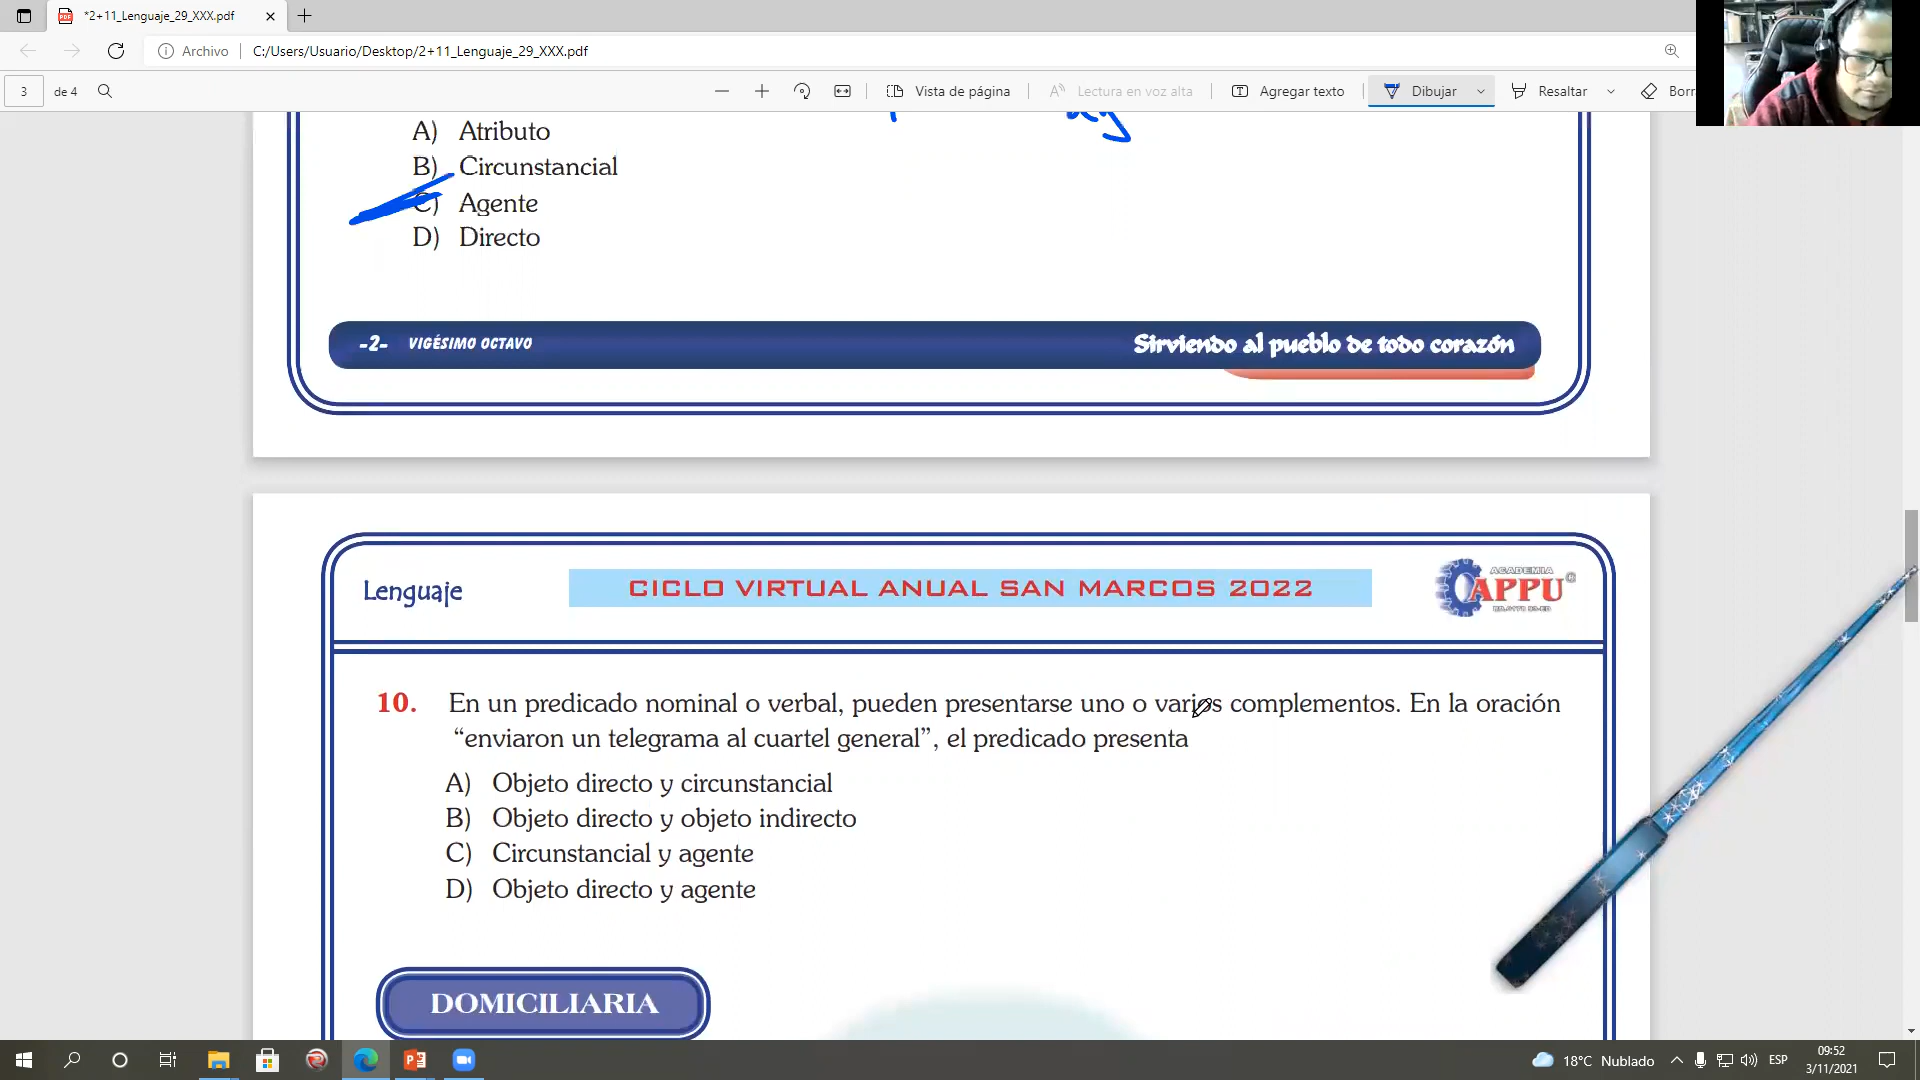 *2+11_Lenguaje_29_XXX.pdf
Archivo C:/Users/Usuario/Desktop/2+11_Lenguaje_29_XXX.pdf
3 de 4 Vista de página Lectura en voz alta Agregar texto Dibujar Resaltar Borr
A) Atributo
B) Circunstancial
C) Agente
D) Directo
-2- VIGÉSIMO OCTAVO Sirviendo al pueblo de todo corazón
Lenguaje CICLO VIRTUAL ANUAL SAN MARCOS 2022 ACADEMIA APPU
10. En un predicado nominal o verbal, pueden presentarse uno o varios complementos. En la oración
“enviaron un telegrama al cuartel general”, el predicado presenta
A) Objeto directo y circunstancial
B) Objeto directo y objeto indirecto
C) Circunstancial y agente
D) Objeto directo y agente
DOMICILIARIA
18°C Nublado ESP 09:52
3/11/2021